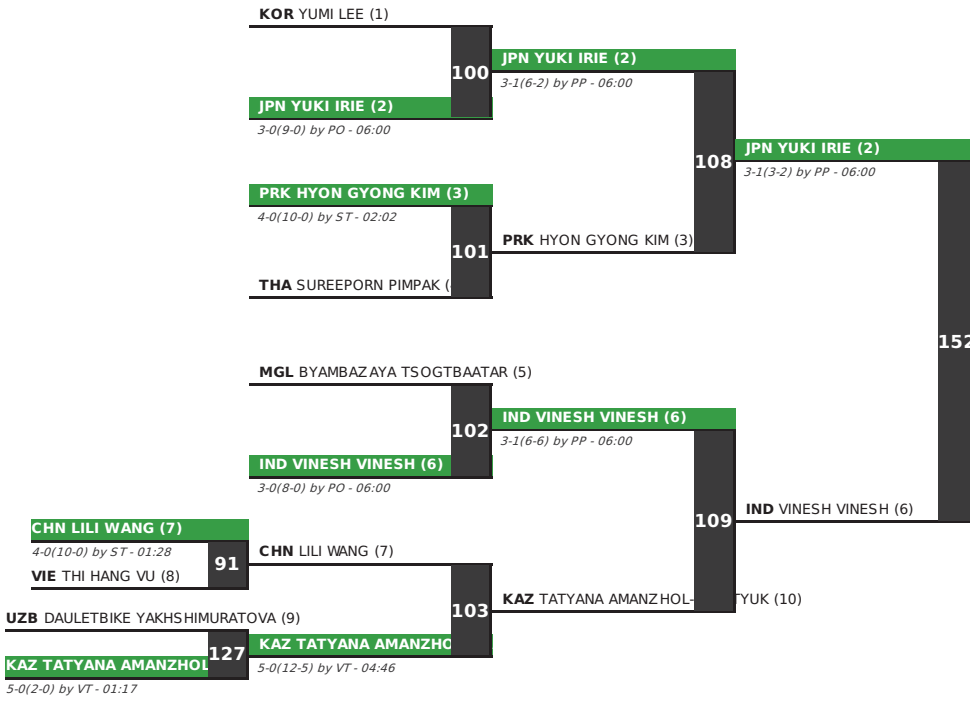 KOR YUMI LEE (1)
100
JPN YUKI IRIE (2)
3-0(9-0) by PO - 06:00
JPN YUKI IRIE (2)
3-1(6-2) by PP - 06:00
108
PRK HYON GYONG KIM (3)
4-0(10-0) by ST - 02:02
101
THA SUREEPORN PIMPAK
PRK HYON GYONG KIM (3)
JPN YUKI IRIE (2)
3-1(3-2) by PP - 06:00
152
MGL BYAMBAZAYA TSOGTBAATAR (5)
102
IND VINESH VINESH (6)
3-0(8-0) by PO - 06:00
IND VINESH VINESH (6)
3-1(6-6) by PP - 06:00
109
IND VINESH VINESH (6)
CHN LILI WANG (7)
4-0(10-0) by ST - 01:28
91
VIE THI HANG VU (8)
CHN LILI WANG (7)
103
KAZ TATYANA AMANZHOL- TYUK (10)
UZB DAULETBIKE YAKHSHIMURATOVA (9)
127
KAZ TATYANA AMANZHOL
5-0(2-0) by VT - 01:17
KAZ TATYANA AMANZHO
5-0(12-5) by VT - 04:46